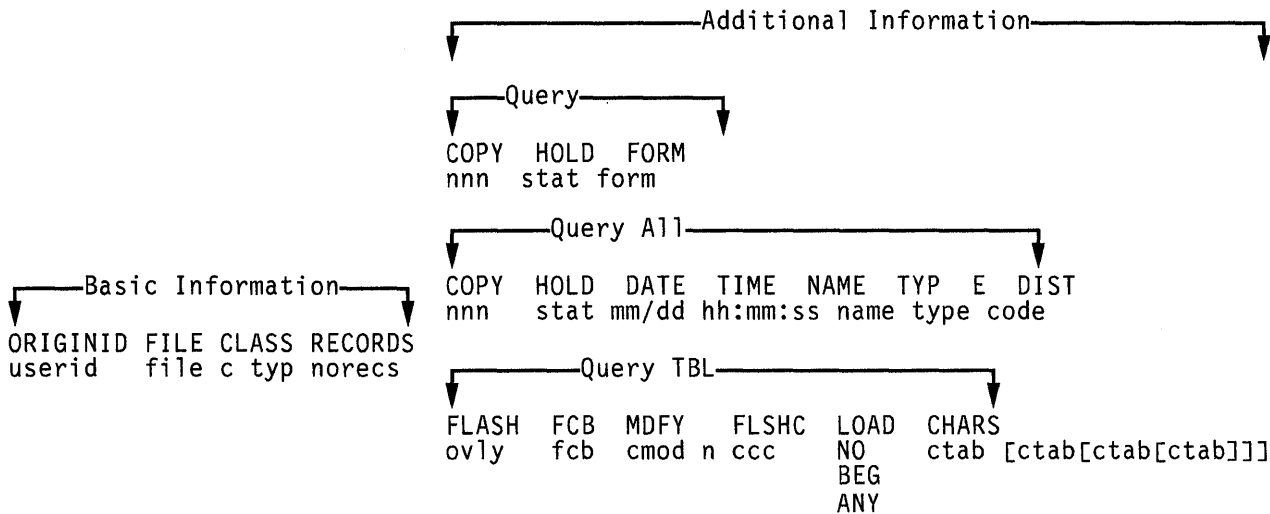 Additional Information
Query
COPY HOLD FORM
nnn stat form
Query All
Basic Information
COPY HOLD DATE TIME NAME TYP E DIST
nnn stat mm/dd hh:mm:ss name type code
ORIGINID FILE CLASS RECORDS
userid file c typ norecs
Query TBL
FLASH FCB MDFY FLSHC LOAD CHARS
ovly fcb cmod n ccc NO ctab [ctab[ctab[ctab]]]
BEG
ANY